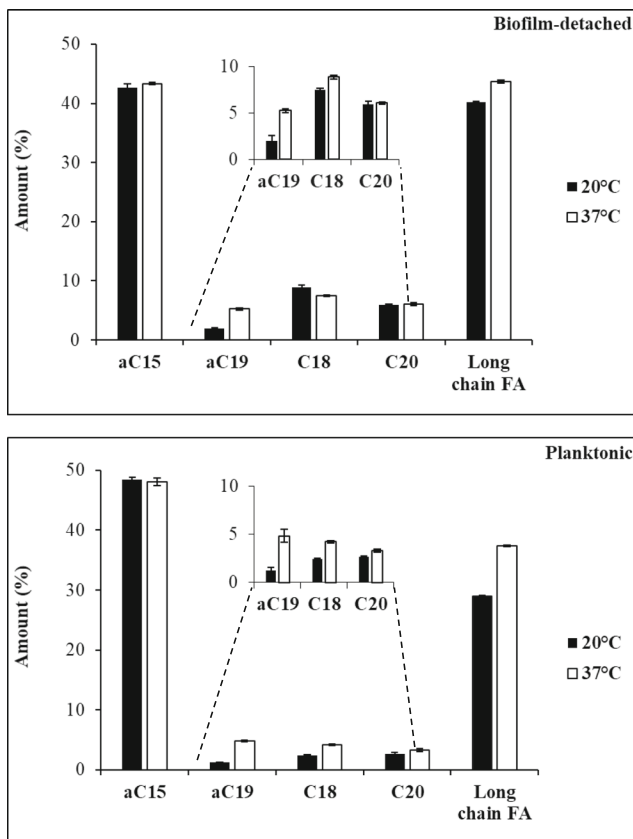 Biofilm-detached
50
40
30
20
10
0
Amount (%)
10
5
0
aC19 C18 C20
20°C
37°C
aC15 aC19 C18 C20 Long
chain FA
Planktonic
50
40
30
20
10
0
Amount (%)
10
5
0
aC19 C18 C20
20°C
37°C
aC15 aC19 C18 C20 Long
chain FA